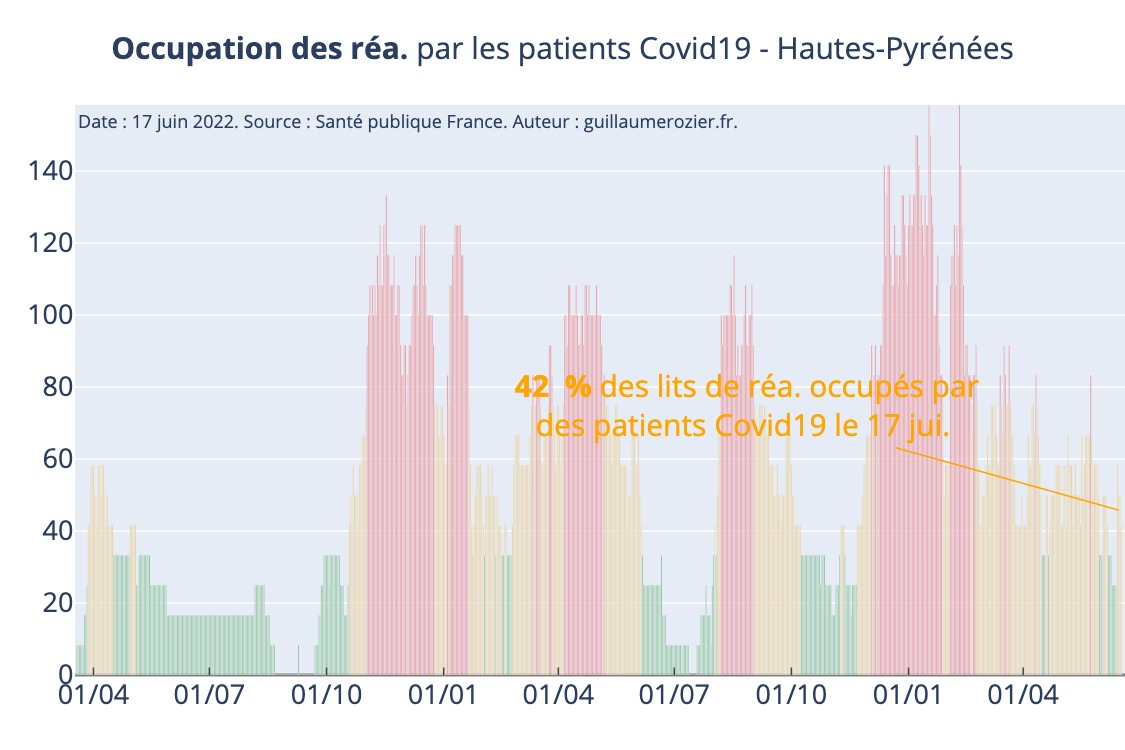 Occupation des réa. par les patients Covid19 - Hautes-Pyrénées
Date : 17 juin 2022. Source : Santé publique France. Auteur : guillaumerozier.fr.
140
120
100
80
60
40
20
0
42 % des lits de réa. occupés par
des patients Covid19 le 17 jui.
01/04 01/07 01/10 01/01 01/04 01/07 01/10 01/01 01/04